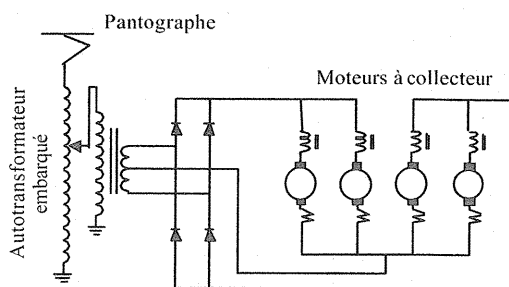 Pantographe
Moteurs à collecteur
Autotransformateur
embarqué